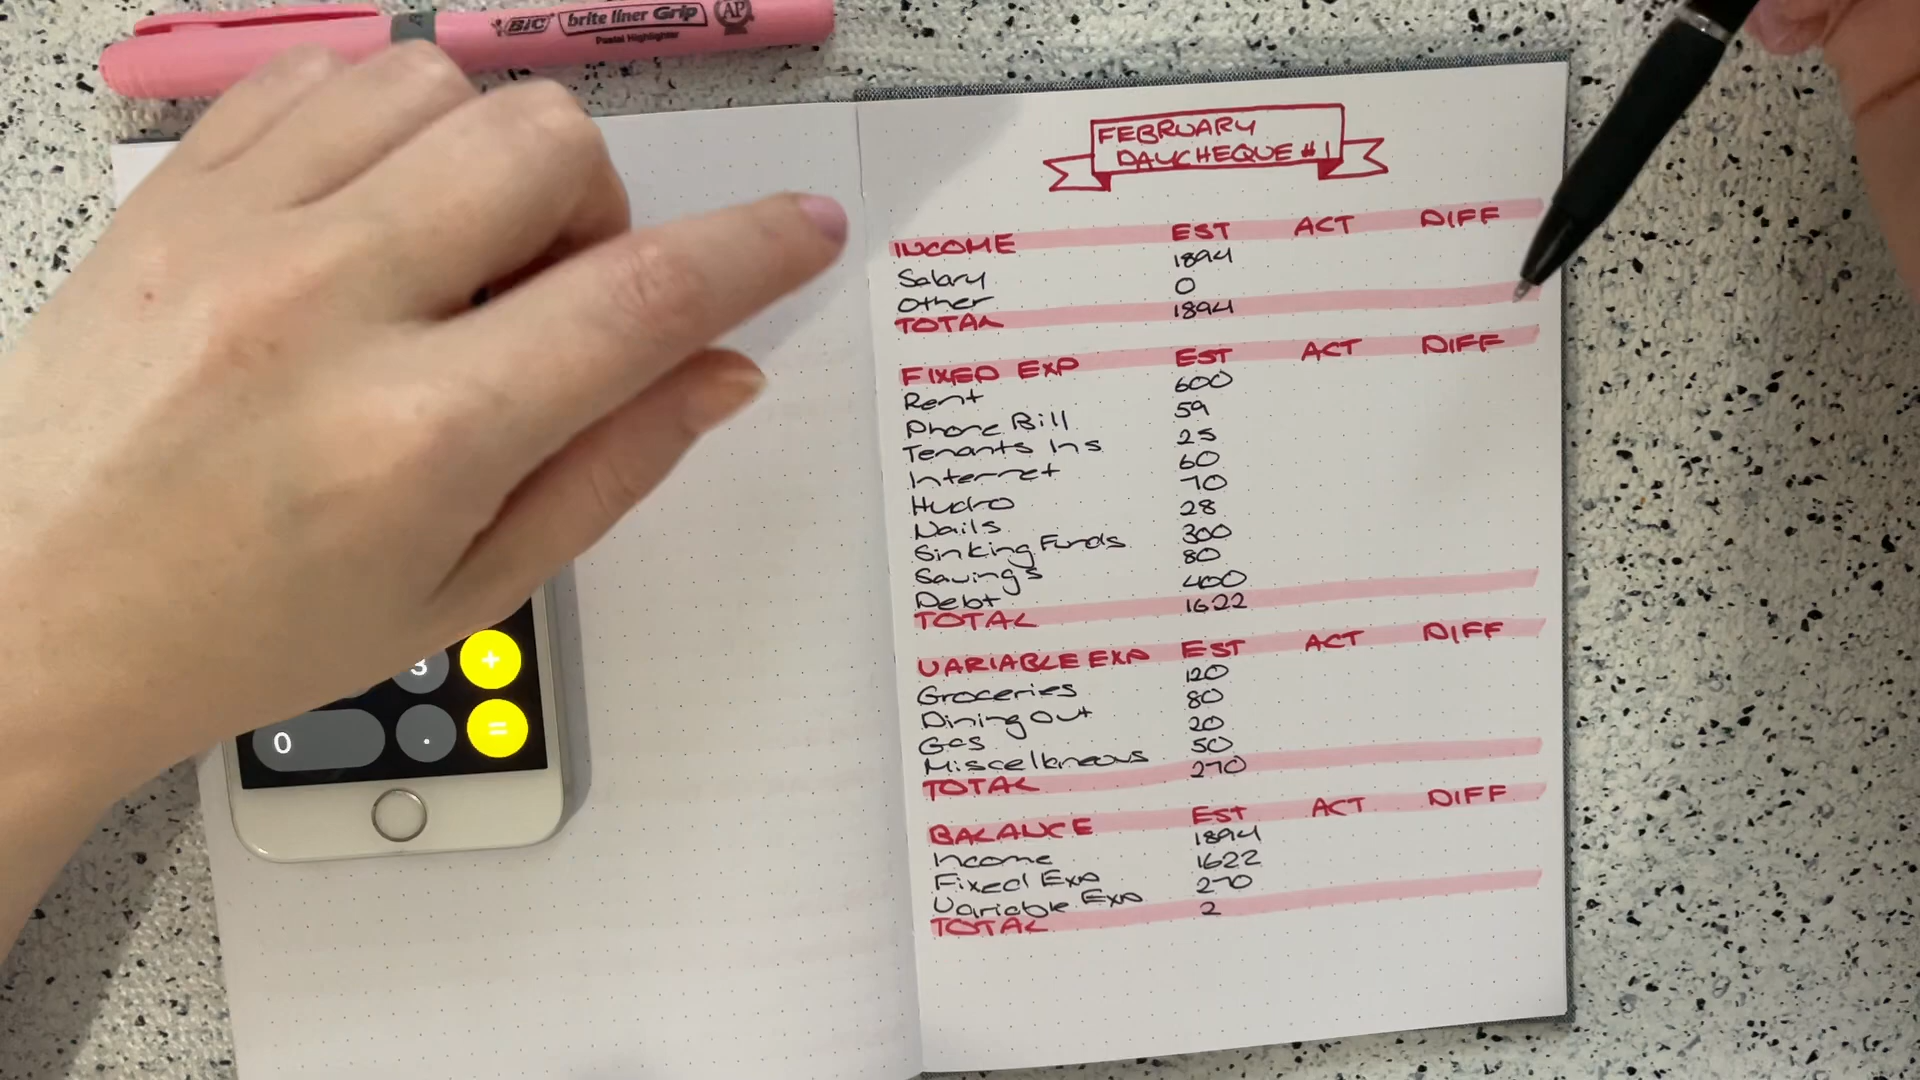 BIC brite liner Grip AP
Pastel Highlighter
FEBRUARY
PAYCHEQUE #1
INCOME EST ACT DIFF
Salary 1894
Other 0
TOTAL 1894
FIXED EXP EST ACT DIFF
Rent 600
Phone Bill 59
Tenants Ins 25
Internet 60
Hydro 70
Nails 28
Sinking Funds 300
Savings 80
Debt 400
TOTAL 1622
VARIABLE EXP EST ACT DIFF
Groceries 120
Dining Out 80
Gas 20
Miscellaneous 50
TOTAL 270
BALANCE EST ACT DIFF
Income 1894
Fixed Exp 1622
Variable Exp 270
TOTAL 2
3 +
0 . =